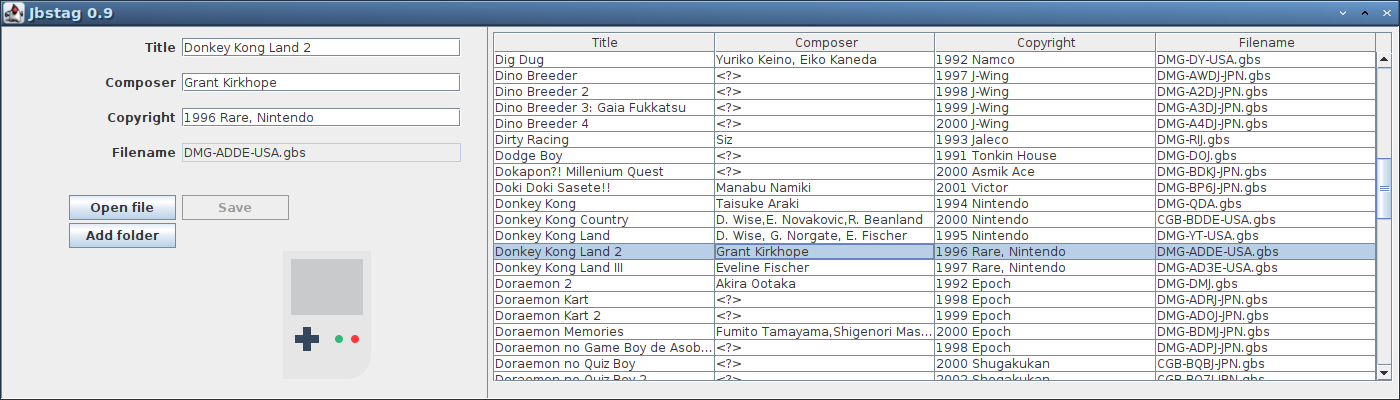 Jbstag 0.9
Title Donkey Kong Land 2
Composer Grant Kirkhope
Copyright 1996 Rare, Nintendo
Filename DMG-ADDE-USA.gbs
Open file Save
Add folder
Title Composer Copyright Filename
Dig Dug Yuriko Keino, Eiko Kaneda 1992 Namco DMG-DY-USA.gbs
Dino Breeder <?> 1997 J-Wing DMG-AWDJ-JPN.gbs
Dino Breeder 2 <?> 1998 J-Wing DMG-A2DJ-JPN.gbs
Dino Breeder 3: Gaia Fukkatsu <?> 1999 J-Wing DMG-A3DJ-JPN.gbs
Dino Breeder 4 <?> 2000 J-Wing DMG-A4DJ-JPN.gbs
Dirty Racing Siz 1993 Jaleco DMG-RIJ.gbs
Dodge Boy <?> 1991 Tonkin House DMG-DOJ.gbs
Dokapon?! Millenium Quest <?> 2000 Asmik Ace DMG-BDKJ-JPN.gbs
Doki Doki Sasete!! Manabu Namiki 2001 Victor DMG-BP6J-JPN.gbs
Donkey Kong Taisuke Araki 1994 Nintendo DMG-QDA.gbs
Donkey Kong Country D. Wise,E. Novakovic,R. Beanland 2000 Nintendo CGB-BDDE-USA.gbs
Donkey Kong Land D. Wise, G. Norgate, E. Fischer 1995 Nintendo DMG-YT-USA.gbs
Donkey Kong Land 2 Grant Kirkhope 1996 Rare, Nintendo DMG-ADDE-USA.gbs
Donkey Kong Land III Eveline Fischer 1997 Rare, Nintendo DMG-AD3E-USA.gbs
Doraemon 2 Akira Ootaka 1992 Epoch DMG-DMJ.gbs
Doraemon Kart <?> 1998 Epoch DMG-ADRJ-JPN.gbs
Doraemon Kart 2 <?> 1999 Epoch DMG-ADOJ-JPN.gbs
Doraemon Memories Fumito Tamayama,Shigenori Mas... 2000 Epoch DMG-BDMJ-JPN.gbs
Doraemon no Game Boy de Asob... <?> 1998 Epoch DMG-ADPJ-JPN.gbs
Doraemon no Quiz Boy <?> 2000 Shugakukan CGB-BQBJ-JPN.gbs
Doraemon no Quiz Boy 2 <?> 2002 Shogakukan CGB-BQZJ-JPN.gbs